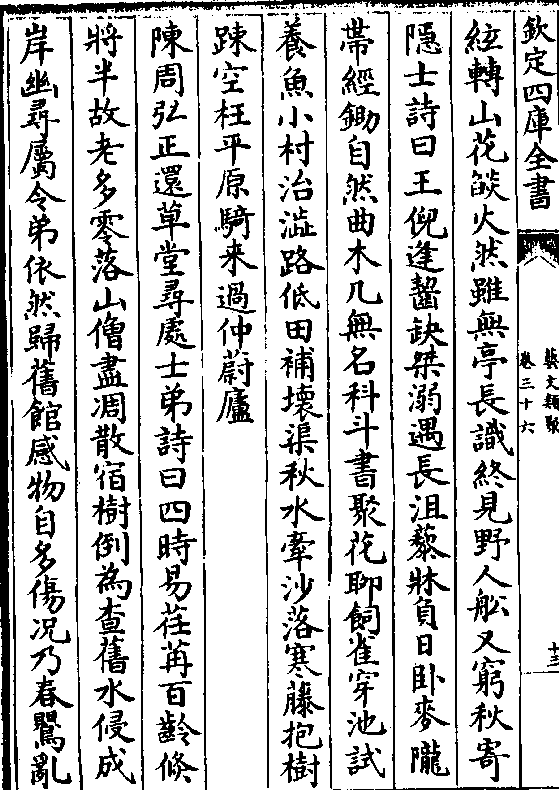 欽定四庫全書
藝文類聚
卷三十六
十三
絃轉山花燄火然雖無亭長識終見野人舩又窮秋寄
隠士詩曰王倪逢齧缺桀溺遇長沮藜牀負日卧麥隴
帶經鋤自然曲木几無名科斗書聚花聊飼雀穿池試
養魚小村治澁路低田補壞渠秋水牽沙落寒藤抱樹
踈空枉平原騎来過仲蔚廬
陳周弘正還草堂尋處士弟詩曰四時易荏苒百齡倐
將半故老多零落山僧盡凋散宿樹倒為查舊水侵成
岸幽尋屬令弟依然歸舊館感物自多傷况乃春鸎亂